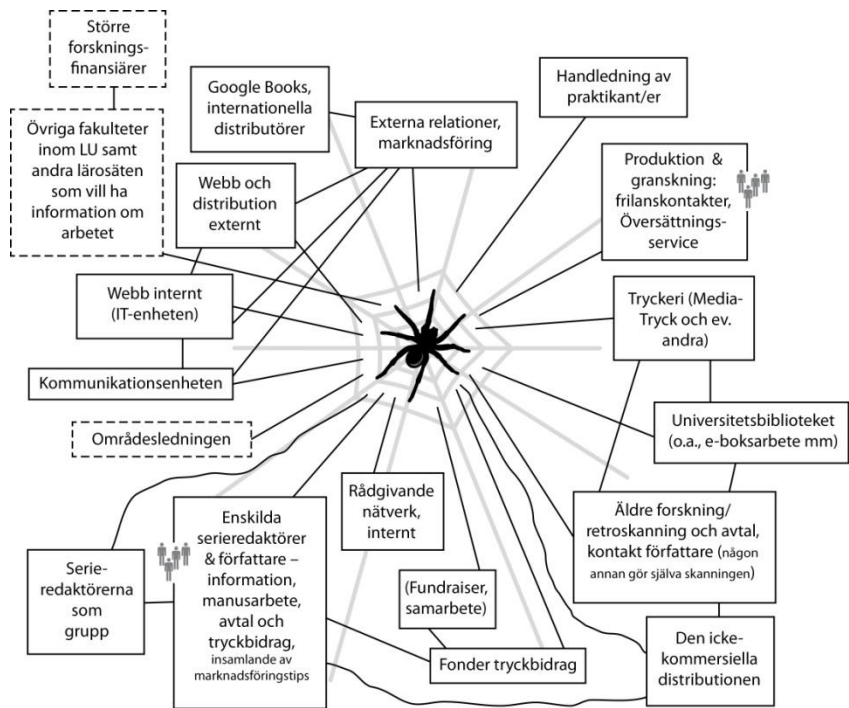 Större
forsknings-
finansiärer
Google Books,
internationella
distributörer
Handledning av
praktikant/er
Externa relationer,
marknadsföring
Övriga fakulteter
inom LU samt
andra lärosäten
som vill ha
information om
arbetet
Webb och
distribution
externt
Produktion &
granskning:
frilanskontakter,
Översättnings-
service
Webb internt
(IT-enheten)
Tryckeri (Media-
Tryck och ev.
andra)
Kommunikationsenheten
Områdesledningen
Universitetsbiblioteket
(o.a., e-boksarbete mm)
Rådgivande
nätverk,
internt
Äldre forskning/
retroskanning och avtal,
kontakt författare (någon
annan gör själva skanningen)
Enskilda
serieredaktörer
& författare –
information,
manusarbete,
avtal och
tryckbidrag,
insamlande av
marknadsföringstips
Serie-
redaktörerna
som
grupp
(Fundraiser,
samarbete)
Fonder tryckbidrag
Den icke-
kommersiella
distributionen